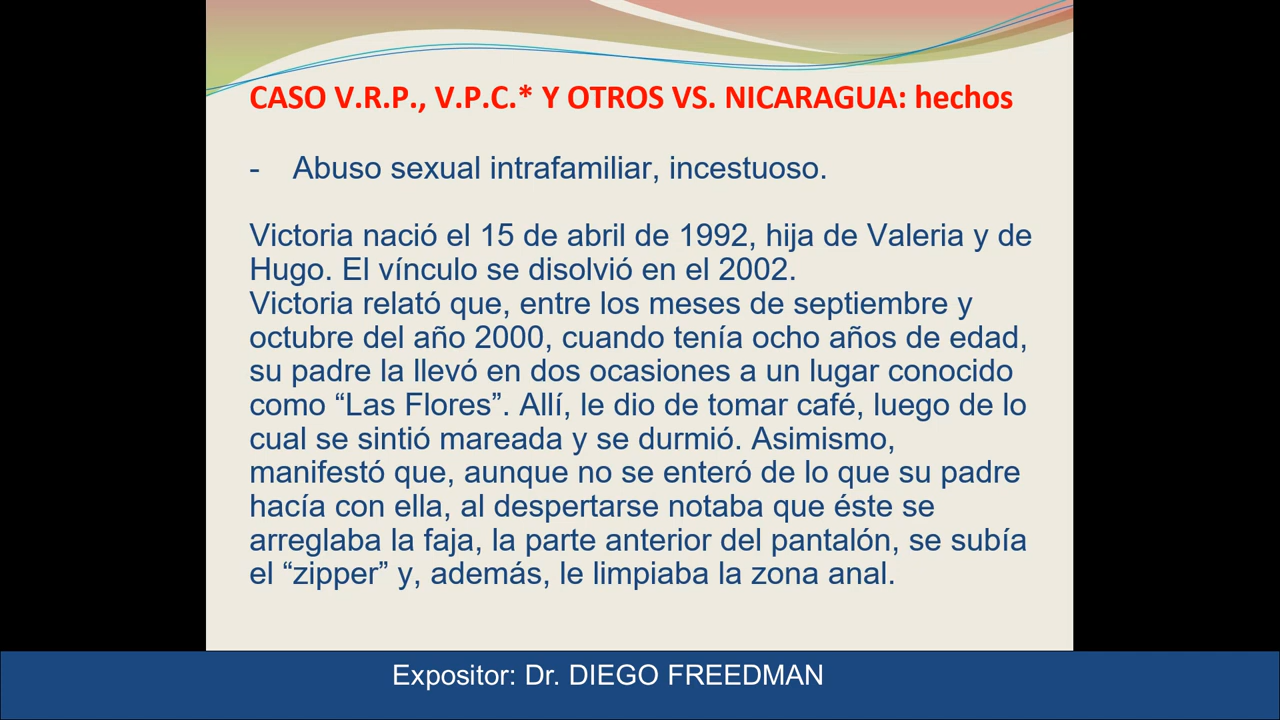 CASO V.R.P., V.P.C.* Y OTROS VS. NICARAGUA: hechos
- Abuso sexual intrafamiliar, incestuoso.
Victoria nació el 15 de abril de 1992, hija de Valeria y de
Hugo. El vínculo se disolvió en el 2002.
Victoria relató que, entre los meses de septiembre y
octubre del año 2000, cuando tenía ocho años de edad,
su padre la llevó en dos ocasiones a un lugar conocido
como “Las Flores”. Allí, le dio de tomar café, luego de lo
cual se sintió mareada y se durmió. Asimismo,
manifestó que, aunque no se enteró de lo que su padre
hacía con ella, al despertarse notaba que éste se
arreglaba la faja, la parte anterior del pantalón, se subía
el “zipper” y, además, le limpiaba la zona anal.
Expositor: Dr. DIEGO FREEDMAN